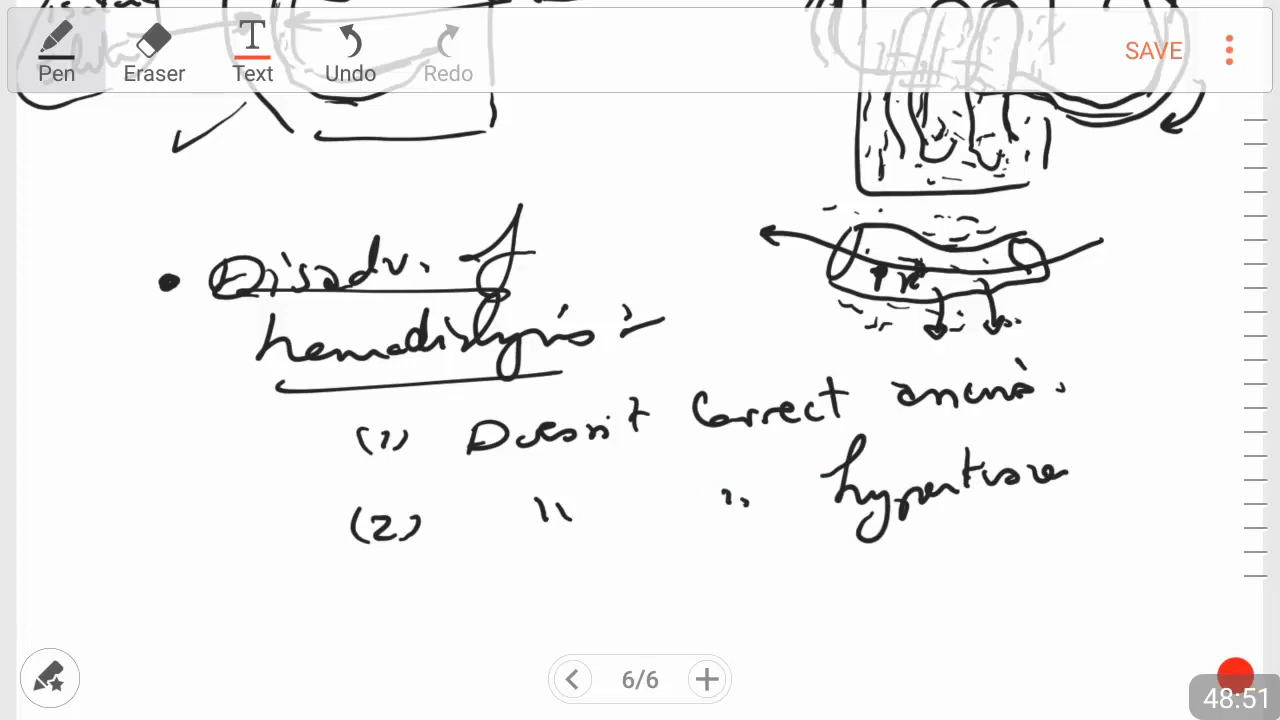 Pen Eraser Text Undo Redo SAVE
• Disadv. of
hemodialysis :-
(1) Doesn't Correct anemia.
(2) " " hypertension
6/6
48:51